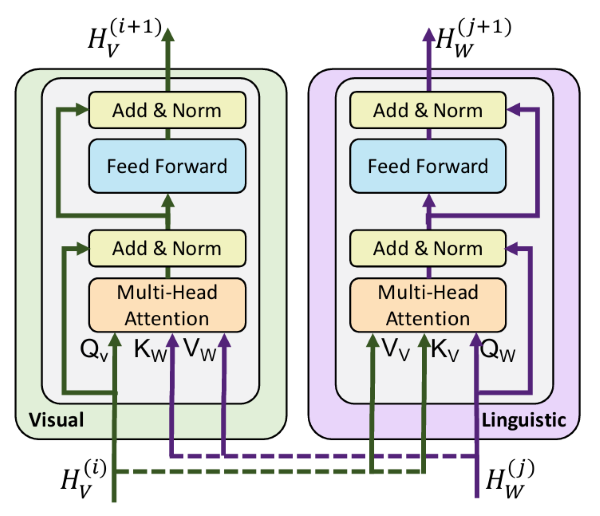 H_V^(i+1)
Add & Norm
Feed Forward
Add & Norm
Multi-Head
Attention
Q_v K_W V_W
Visual
H_V^(i)
H_W^(j+1)
Add & Norm
Feed Forward
Add & Norm
Multi-Head
Attention
V_V K_V Q_W
Linguistic
H_W^(j)